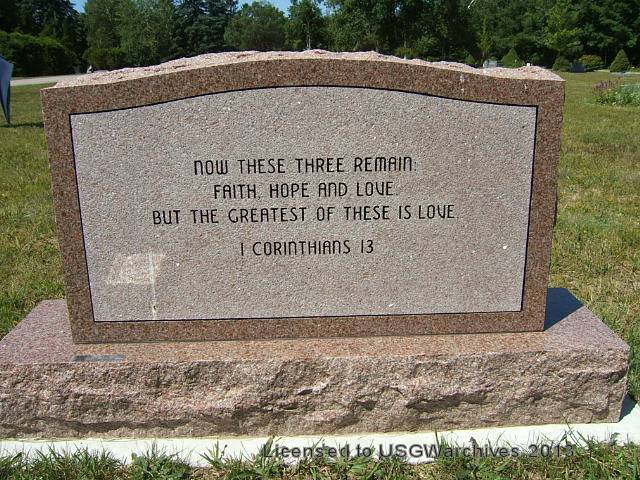 NOW THESE THREE REMAIN:
FAITH, HOPE AND LOVE.
BUT THE GREATEST OF THESE IS LOVE
1 CORINTHIANS 13
Licensed to USGWarchives 2013